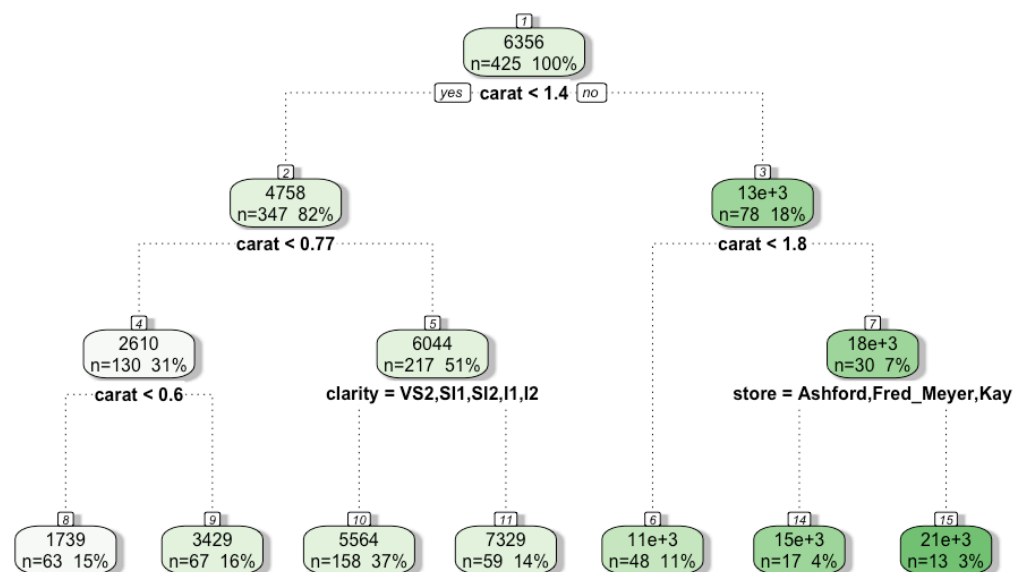 1
6356
n=425 100%
yes carat < 1.4 no
2
4758
n=347 82%
3
13e+3
n=78 18%
carat < 0.77
carat < 1.8
4
2610
n=130 31%
5
6044
n=217 51%
7
18e+3
n=30 7%
carat < 0.6
clarity = VS2,SI1,SI2,I1,I2
store = Ashford,Fred_Meyer,Kay
8
1739
n=63 15%
9
3429
n=67 16%
10
5564
n=158 37%
11
7329
n=59 14%
6
11e+3
n=48 11%
14
15e+3
n=17 4%
15
21e+3
n=13 3%